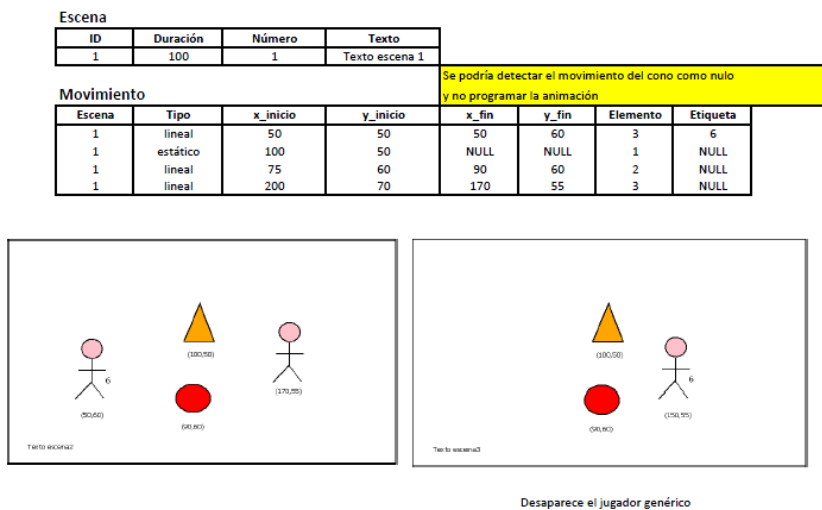 Escena
ID Duración Número Texto
1 100 1 Texto escena 1
Se podría detectar el movimiento del cono como nulo
y no programar la animación
Movimiento
Escena Tipo x_inicio y_inicio x_fin y_fin Elemento Etiqueta
1 lineal 50 50 50 60 3 6
1 estático 100 50 NULL NULL 1 NULL
1 lineal 75 60 90 60 2 NULL
1 lineal 200 70 170 55 3 NULL
(100,50)
6
(170,55)
(50,60)
(90,60)
Texto escena2
(100,50)
6
(150,55)
(90,60)
Texto escena3
Desaparece el jugador genérico